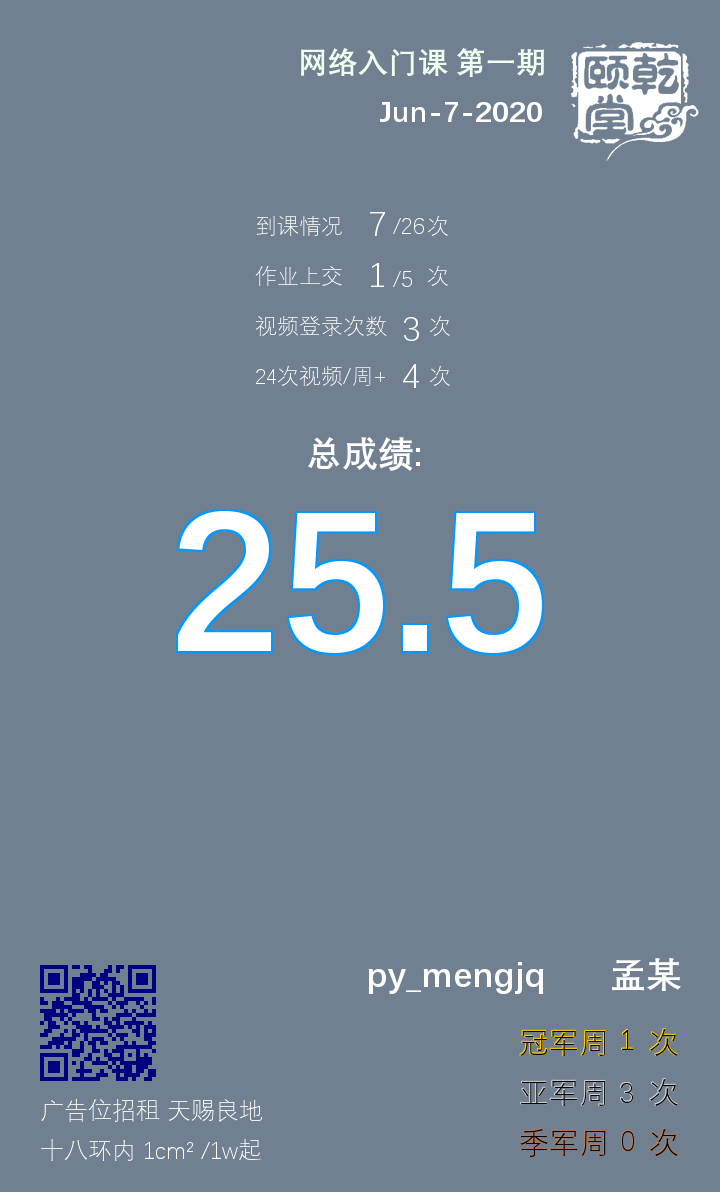 网络入门课 第一期
Jun-7-2020
颐乾堂
到课情况 7 /26次
作业上交 1 /5 次
视频登录次数 3 次
24次视频/周+ 4 次
总成绩:
25.5
py_mengjq 孟某
冠军周 1 次
亚军周 3 次
季军周 0 次
广告位招租 天赐良地
十八环内 1cm² /1w起